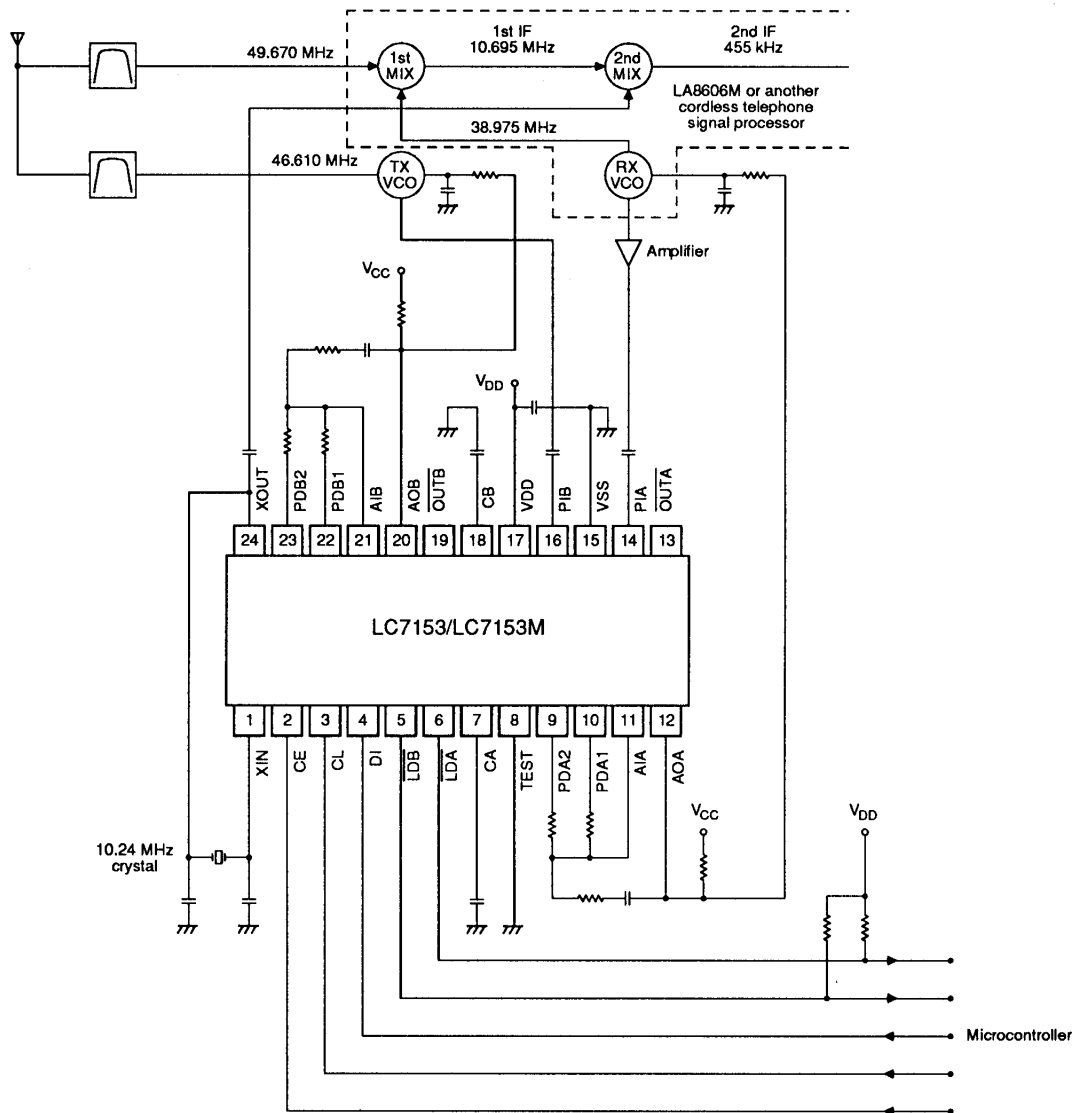 49.670 MHz
1st
MIX
1st IF
10.695 MHz
2nd
MIX
2nd IF
455 kHz
LA8606M or another
cordless telephone
signal processor
38.975 MHz
46.610 MHz
TX
VCO
RX
VCO
Amplifier
VCC
VDD
XOUT
PDB2
PDB1
AIB
AOB
OUTB
CB
VDD
PIB
VSS
PIA
OUTA
24 23 22 21 20 19 18 17 16 15 14 13
LC7153/LC7153M
1 2 3 4 5 6 7 8 9 10 11 12
XIN
CE
CL
DI
LDB
LDA
CA
TEST
PDA2
PDA1
AIA
AOA
10.24 MHz
crystal
VCC
VDD
Microcontroller